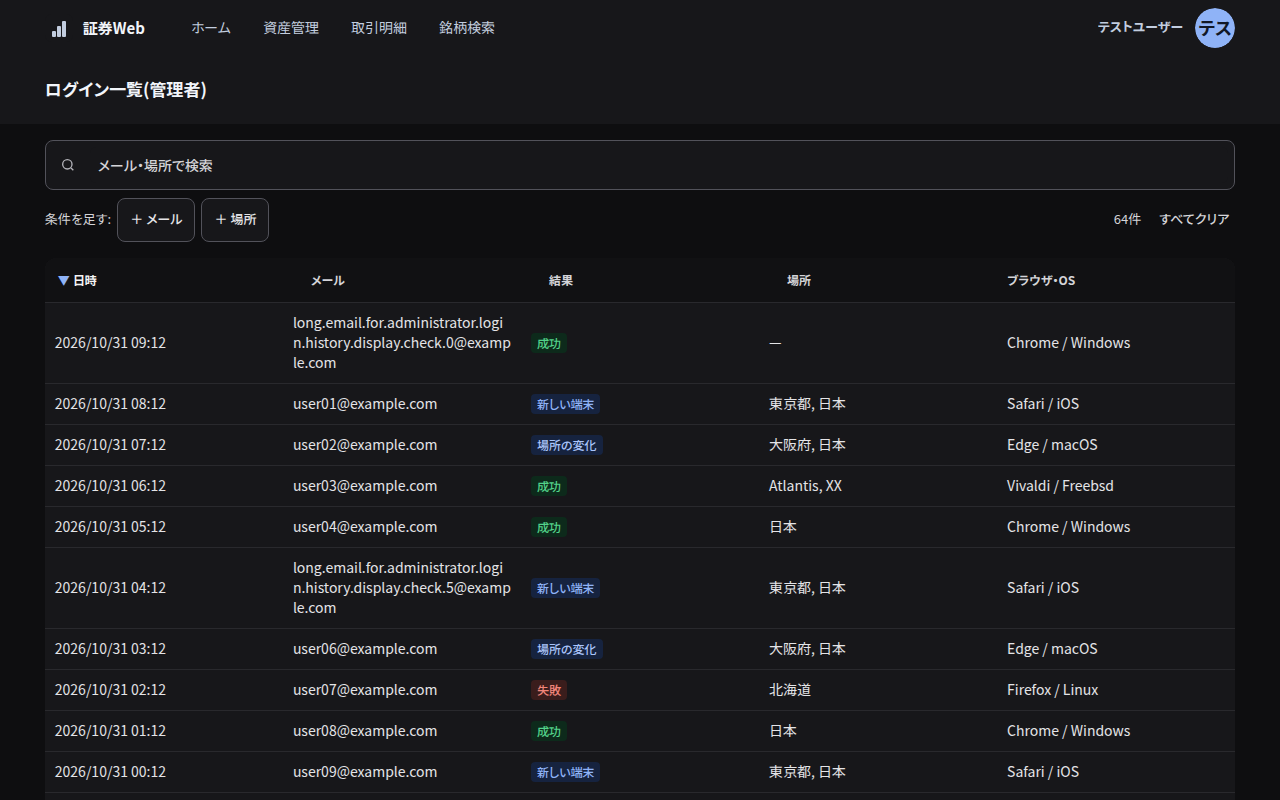 証券Web ホーム 資産管理 取引明細 銘柄検索 テストユーザー テス
ログイン一覧(管理者)
メール・場所で検索
条件を足す: ＋ メール ＋ 場所 64件 すべてクリア
▼ 日時 メール 結果 場所 ブラウザ・OS
2026/10/31 09:12 long.email.for.administrator.logi
n.history.display.check.0@examp
le.com 成功 — Chrome / Windows
2026/10/31 08:12 user01@example.com 新しい端末 東京都, 日本 Safari / iOS
2026/10/31 07:12 user02@example.com 場所の変化 大阪府, 日本 Edge / macOS
2026/10/31 06:12 user03@example.com 成功 Atlantis, XX Vivaldi / Freebsd
2026/10/31 05:12 user04@example.com 成功 日本 Chrome / Windows
2026/10/31 04:12 long.email.for.administrator.logi
n.history.display.check.5@examp
le.com 新しい端末 東京都, 日本 Safari / iOS
2026/10/31 03:12 user06@example.com 場所の変化 大阪府, 日本 Edge / macOS
2026/10/31 02:12 user07@example.com 失敗 北海道 Firefox / Linux
2026/10/31 01:12 user08@example.com 成功 日本 Chrome / Windows
2026/10/31 00:12 user09@example.com 新しい端末 東京都, 日本 Safari / iOS